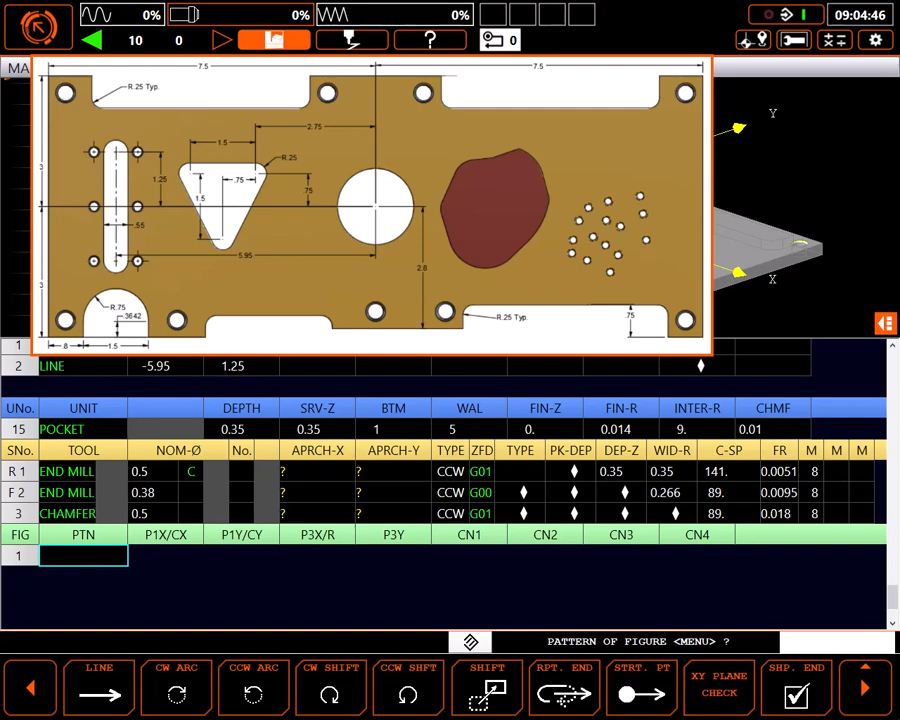 0% 0% 0% 09:04:46
10 0 ? 0
MA
7.5 7.5
R.25 Typ.
2.75
1.5 R.25
3 1.25 .75 .75
1.5
.55
5.95
2.8
3 R.75
.3642 R.25 Typ. .75
.8 1.5
Y
X
1
2 LINE -5.95 1.25 ♦
UNo. UNIT DEPTH SRV-Z BTM WAL FIN-Z FIN-R INTER-R CHMF
15 POCKET 0.35 0.35 1 5 0. 0.014 9. 0.01
SNo. TOOL NOM-Ø No. APRCH-X APRCH-Y TYPE ZFD TYPE PK-DEP DEP-Z WID-R C-SP FR M M M
R 1 END MILL 0.5 C ? ? CCW G01 ♦ 0.35 0.35 141. 0.0051 8
F 2 END MILL 0.38 ? ? CCW G00 ♦ ♦ ♦ 0.266 89. 0.0095 8
3 CHAMFER 0.5 ? ? CCW G01 ♦ ♦ ♦ ♦ 89. 0.018 8
FIG PTN P1X/CX P1Y/CY P3X/R P3Y CN1 CN2 CN3 CN4
1
PATTERN OF FIGURE <MENU> ?
LINE CW ARC CCW ARC CW SHIFT CCW SHFT SHIFT RPT. END STRT. PT XY PLANE CHECK SHP. END